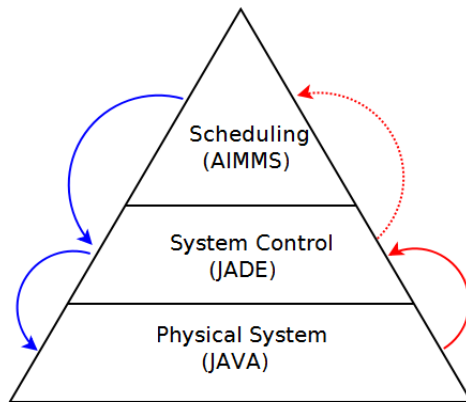 Scheduling
(AIMMS)
System Control
(JADE)
Physical System
(JAVA)